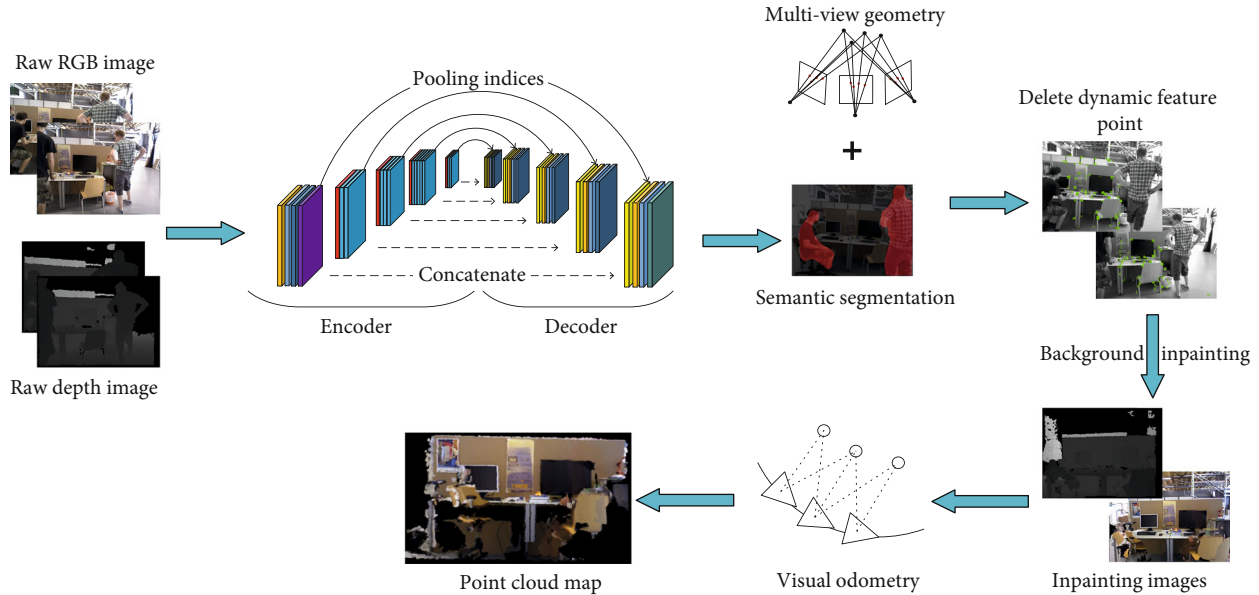 Raw RGB image
Raw depth image
Pooling indices
Concatenate
Encoder
Decoder
Multi-view geometry
+
Semantic segmentation
Delete dynamic feature
point
Background inpainting
Inpainting images
Visual odometry
Point cloud map